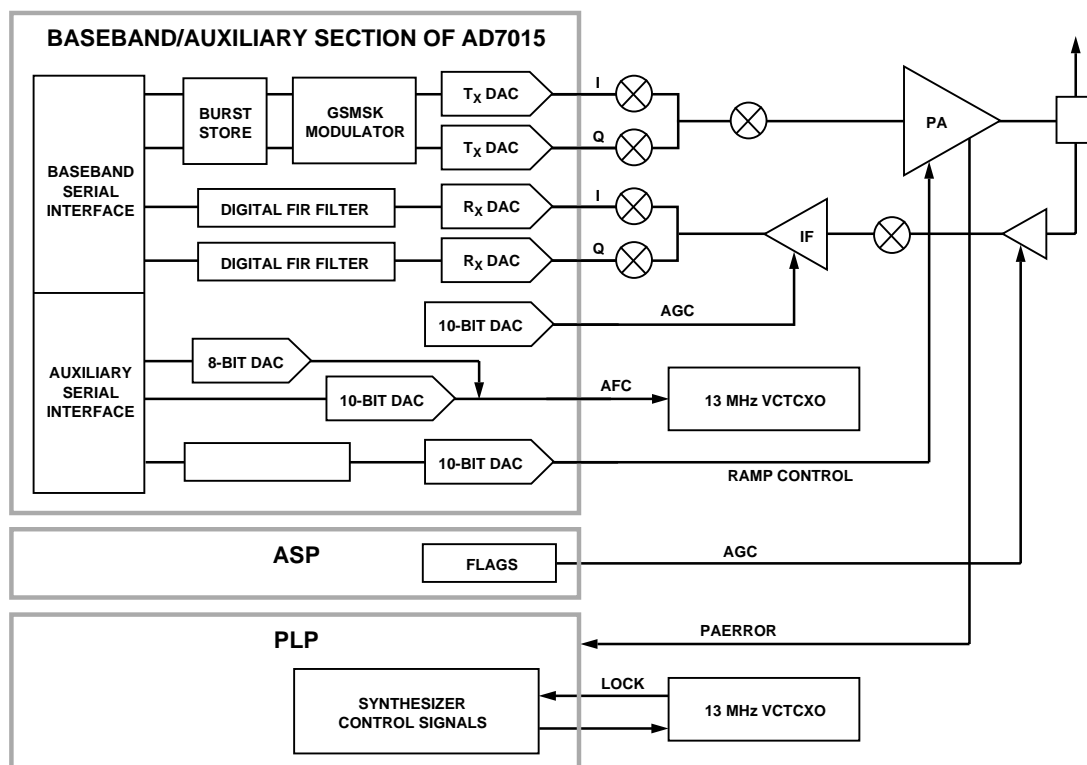 BASEBAND/AUXILIARY SECTION OF AD7015
BASEBAND
SERIAL
INTERFACE
BURST
STORE
GSMSK
MODULATOR
TX DAC
TX DAC
I
Q
PA
DIGITAL FIR FILTER
DIGITAL FIR FILTER
RX DAC
RX DAC
I
Q
IF
10-BIT DAC
AGC
AUXILIARY
SERIAL
INTERFACE
8-BIT DAC
10-BIT DAC
AFC
13 MHz VCTCXO
10-BIT DAC
RAMP CONTROL
ASP
FLAGS
AGC
PLP
PAERROR
SYNTHESIZER
CONTROL SIGNALS
LOCK
13 MHz VCTCXO